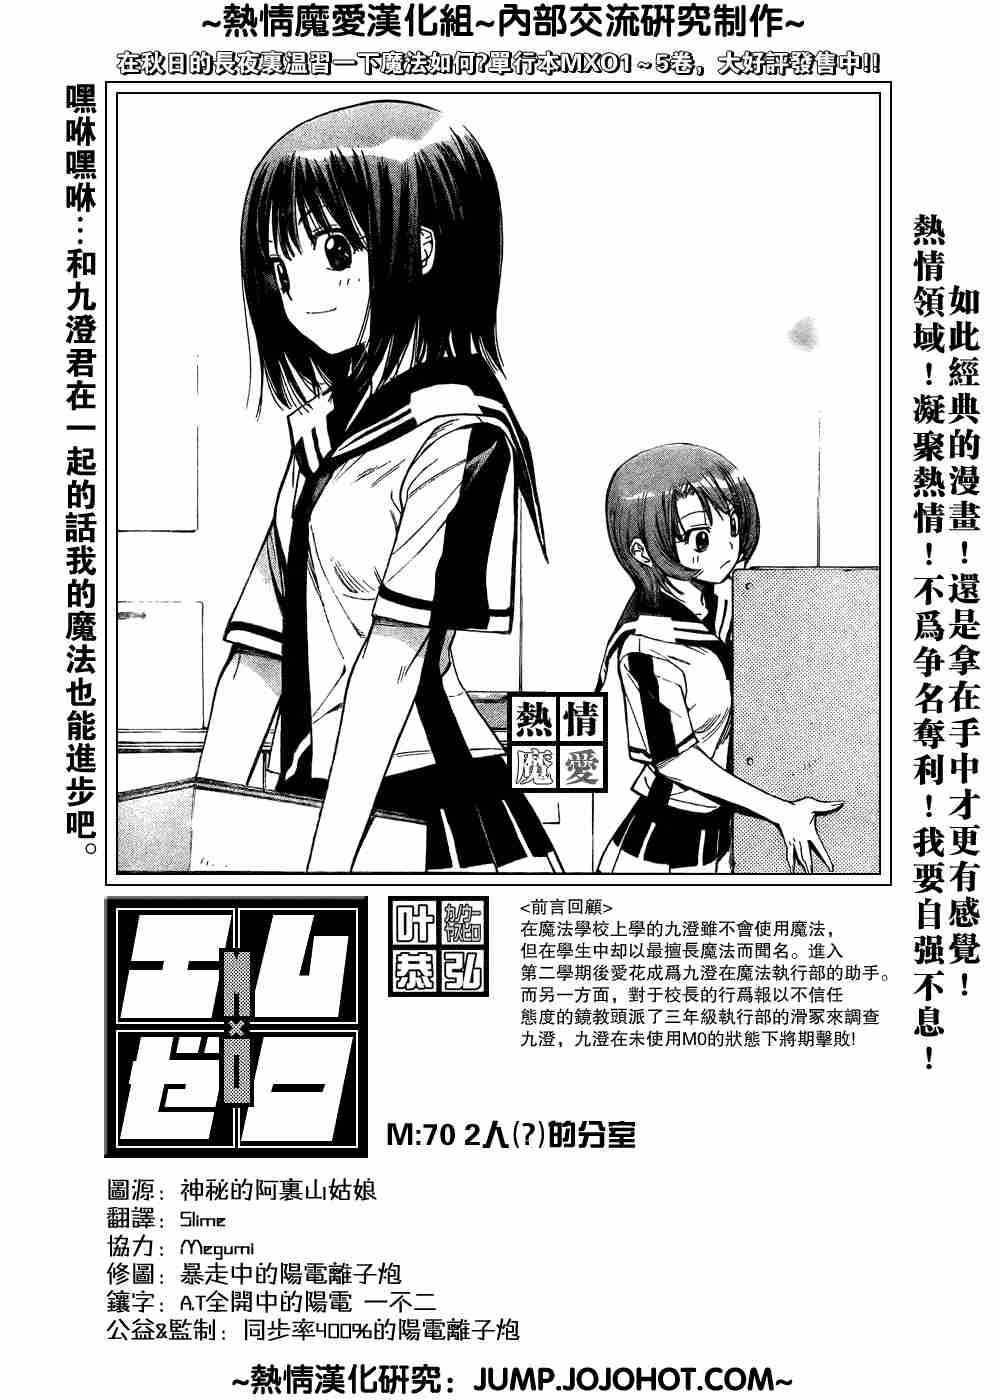 ~熱情魔愛漢化組~內部交流研究制作~
在秋日的長夜裏温習一下魔法如何?單行本MXO1~5卷，大好評發售中!!
如此經典的漫畫！還是拿在手中才更有感覺！
熱情領域！凝聚熱情！不爲争名奪利！我要自强不息！
嘿咻嘿咻…和九澄君在一起的話我的魔法也能進步吧。
熱情
魔愛
エム
M×0
ゼロ
叶
カノウ
ヤスヒロ
恭弘
<前言回顧>
在魔法學校上學的九澄雖不會使用魔法，
但在學生中却以最擅長魔法而聞名。進入
第二學期後愛花成爲九澄在魔法執行部的助手。
而另一方面，對于校長的行爲報以不信任
態度的鏡教頭派了三年級執行部的滑冢來調查
九澄，九澄在未使用M0的狀態下將期擊敗!
M:70 2人(?)的分室
圖源：神秘的阿裏山姑娘
翻譯：Slime
協力：Megumi
修圖：暴走中的陽電離子炮
鑲字：A.T全開中的陽電 一不二
公益&監制：同步率400%的陽電離子炮
~熱情漢化研究：JUMP.JOJOHOT.COM~